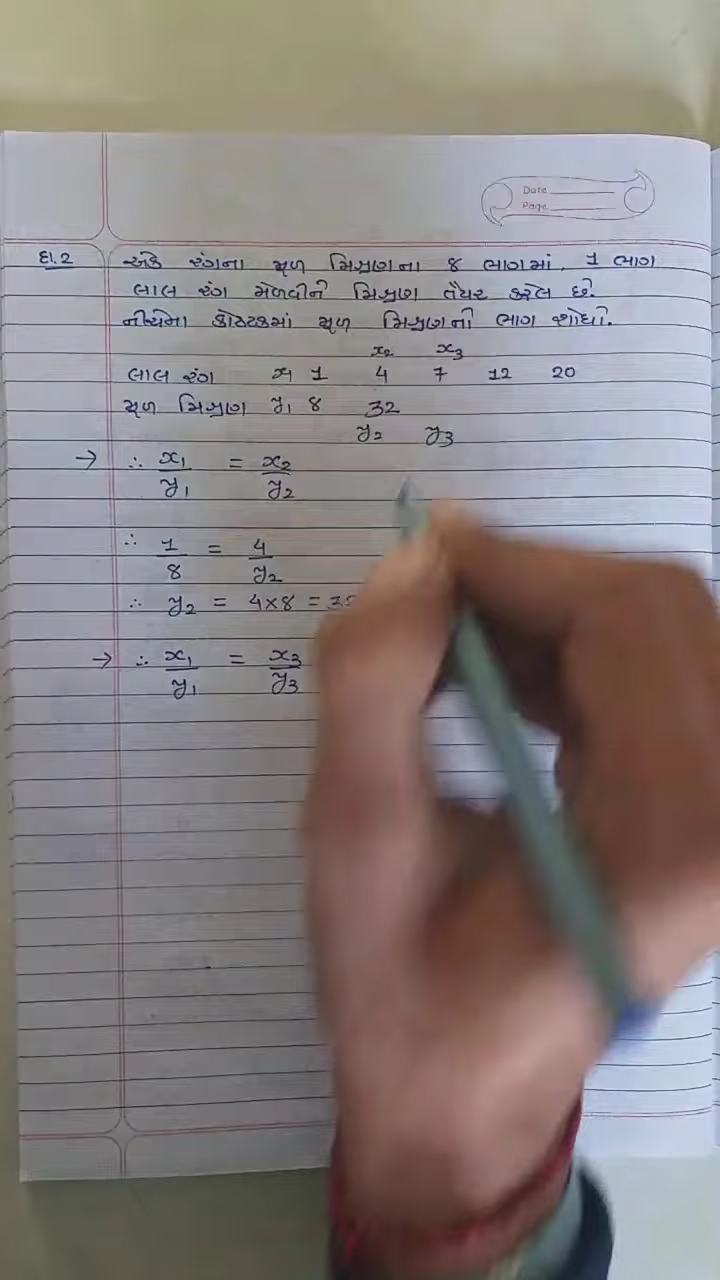 Date
Page
દા.2 એક રંગના મૂળ મિશ્રણના 8 ભાગમાં, 1 ભાગ
લાલ રંગ મેળવીને મિશ્રણ તૈયાર કરેલ છે.
નીચેના કોષ્ટકમાં મૂળ મિશ્રણની ભાગ શોધો.
x2 x3
લાલ રંગ x1 1 4 7 12 20
મૂળ મિશ્રણ y1 8 32
y2 y3
→ ∴ x1/y1 = x2/y2
∴ 1/8 = 4/y2
∴ y2 = 4×8 = 32
→ ∴ x1/y1 = x3/y3